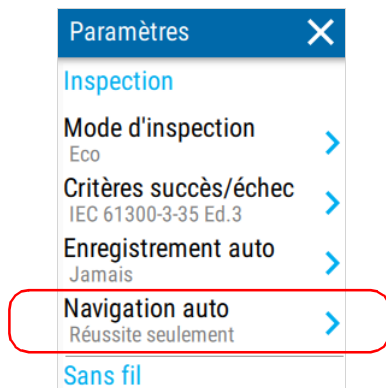 Paramètres
Inspection
Mode d'inspection
Eco
Critères succès/échec
IEC 61300-3-35 Ed.3
Enregistrement auto
Jamais
Navigation auto
Réussite seulement
Sans fil